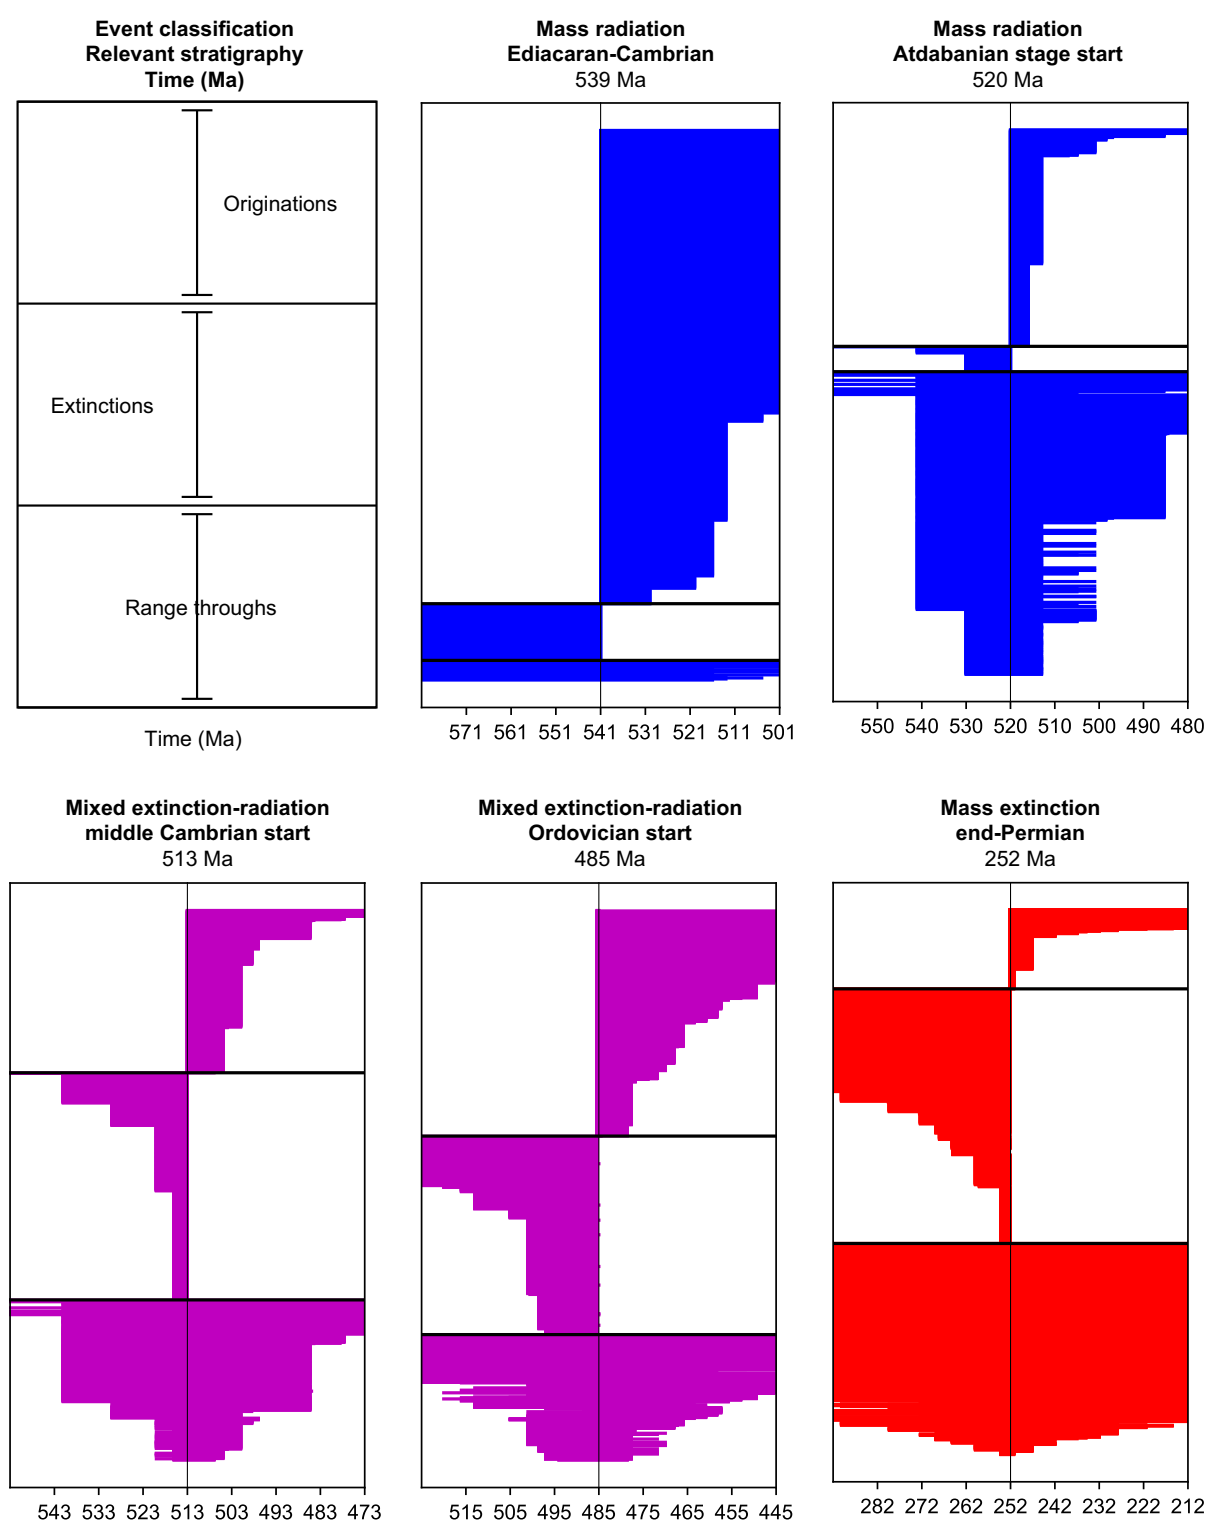 Event classification
Relevant stratigraphy
Time (Ma)
Originations
Extinctions
Range throughs
Time (Ma)
Mass radiation
Ediacaran-Cambrian
539 Ma
571 561 551 541 531 521 511 501
Mass radiation
Atdabanian stage start
520 Ma
550 540 530 520 510 500 490 480
Mixed extinction-radiation
middle Cambrian start
513 Ma
543 533 523 513 503 493 483 473
Mixed extinction-radiation
Ordovician start
485 Ma
515 505 495 485 475 465 455 445
Mass extinction
end-Permian
252 Ma
282 272 262 252 242 232 222 212